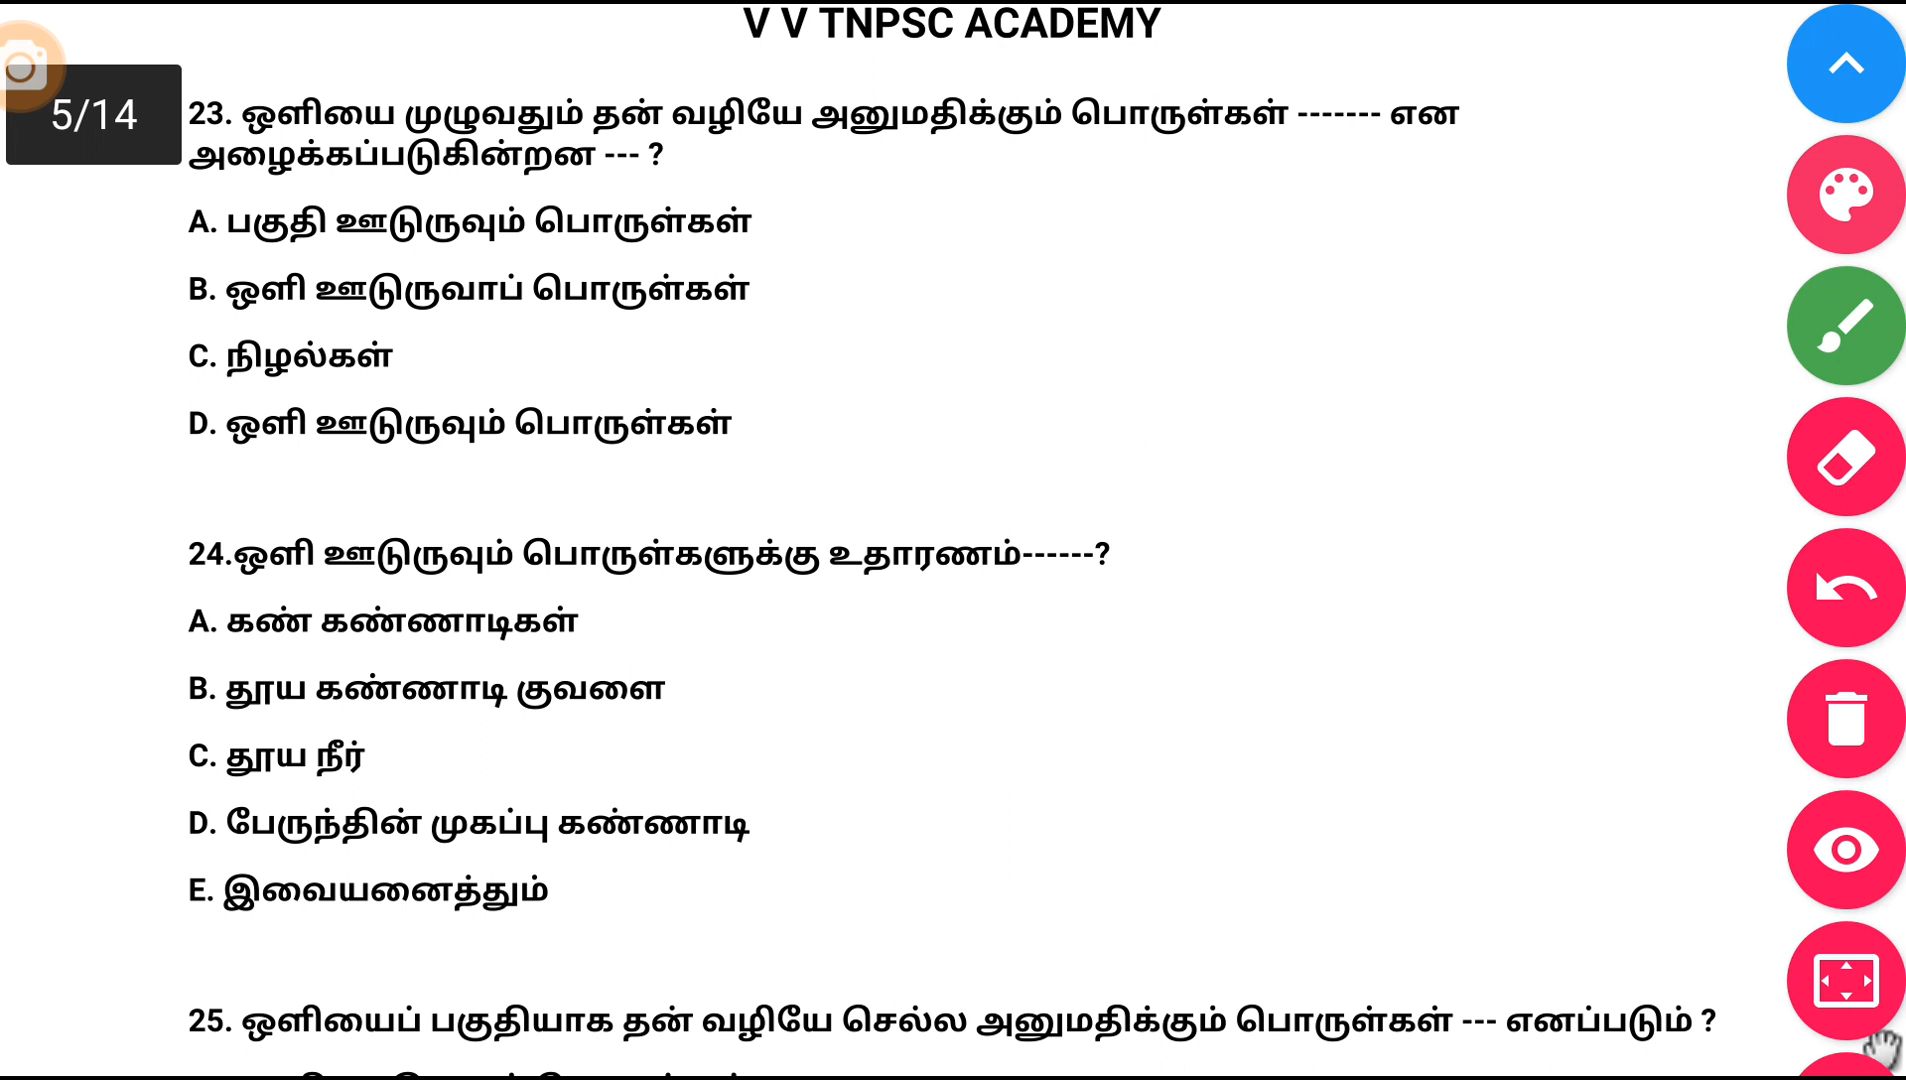 V V TNPSC ACADEMY
5/14
23. ஒளியை முழுவதும் தன் வழியே அனுமதிக்கும் பொருள்கள் ------- என
அழைக்கப்படுகின்றன --- ?
A. பகுதி ஊடுருவும் பொருள்கள்
B. ஒளி ஊடுருவாப் பொருள்கள்
C. நிழல்கள்
D. ஒளி ஊடுருவும் பொருள்கள்
24.ஒளி ஊடுருவும் பொருள்களுக்கு உதாரணம்------?
A. கண் கண்ணாடிகள்
B. தூய கண்ணாடி குவளை
C. தூய நீர்
D. பேருந்தின் முகப்பு கண்ணாடி
E. இவையனைத்தும்
25. ஒளியைப் பகுதியாக தன் வழியே செல்ல அனுமதிக்கும் பொருள்கள் --- எனப்படும் ?